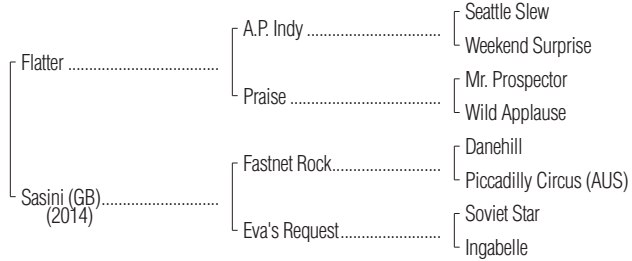 Seattle Slew
A.P. Indy
Weekend Surprise
Flatter
Mr. Prospector
Praise
Wild Applause
Danehill
Fastnet Rock
Piccadilly Circus (AUS)
Sasini (GB)
(2014)
Soviet Star
Eva's Request
Ingabelle